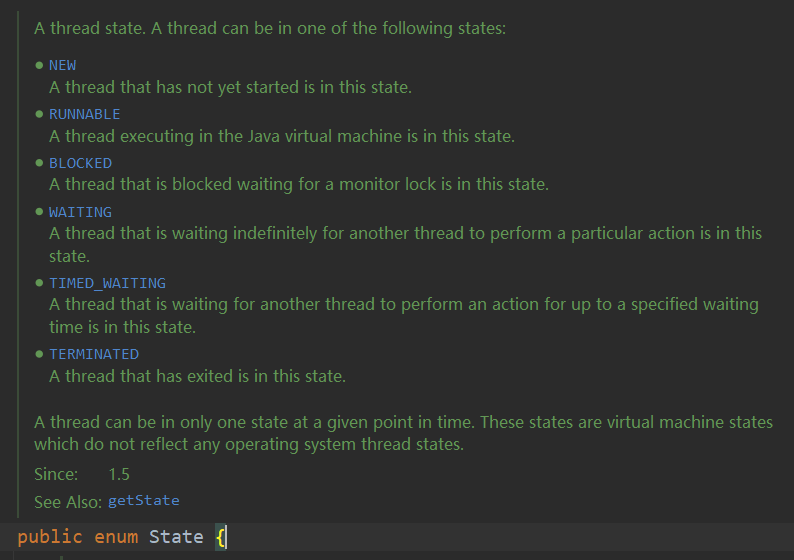 A thread state. A thread can be in one of the following states:
NEW
A thread that has not yet started is in this state.
RUNNABLE
A thread executing in the Java virtual machine is in this state.
BLOCKED
A thread that is blocked waiting for a monitor lock is in this state.
WAITING
A thread that is waiting indefinitely for another thread to perform a particular action is in this
state.
TIMED_WAITING
A thread that is waiting for another thread to perform an action for up to a specified waiting
time is in this state.
TERMINATED
A thread that has exited is in this state.
A thread can be in only one state at a given point in time. These states are virtual machine states
which do not reflect any operating system thread states.
Since: 1.5
See Also: getState
public enum State {